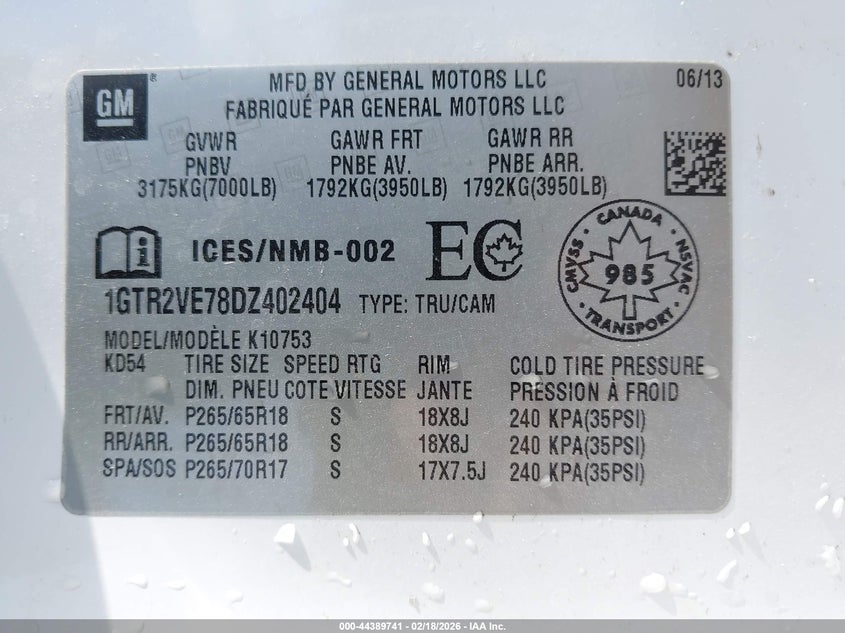 GM
MFD BY GENERAL MOTORS LLC 06/13
FABRIQUÉ PAR GENERAL MOTORS LLC
GVWR GAWR FRT GAWR RR
PNBV PNBE AV. PNBE ARR.
3175KG(7000LB) 1792KG(3950LB) 1792KG(3950LB)
ICES/NMB-002 EC
CANADA
CMVSS 985 NSVAC
TRANSPORT
1GTR2VE78DZ402404 TYPE: TRU/CAM
MODEL/MODÈLE K10753
KD54 TIRE SIZE SPEED RTG RIM COLD TIRE PRESSURE
DIM. PNEU COTE VITESSE JANTE PRESSION À FROID
FRT/AV. P265/65R18 S 18X8J 240 KPA(35PSI)
RR/ARR. P265/65R18 S 18X8J 240 KPA(35PSI)
SPA/SOS P265/70R17 S 17X7.5J 240 KPA(35PSI)
000-44389741 - 02/18/2026 - IAA Inc.